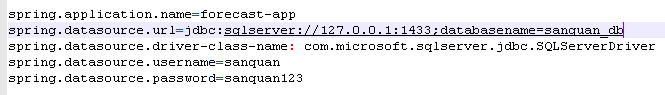 spring.application.name=forecast-app
spring.datasource.url=jdbc:sqlserver://127.0.0.1:1433;databasename=sanquan_db
spring.datasource.driver-class-name: com.microsoft.sqlserver.jdbc.SQLServerDriver
spring.datasource.username=sanquan
spring.datasource.password=sanquan123